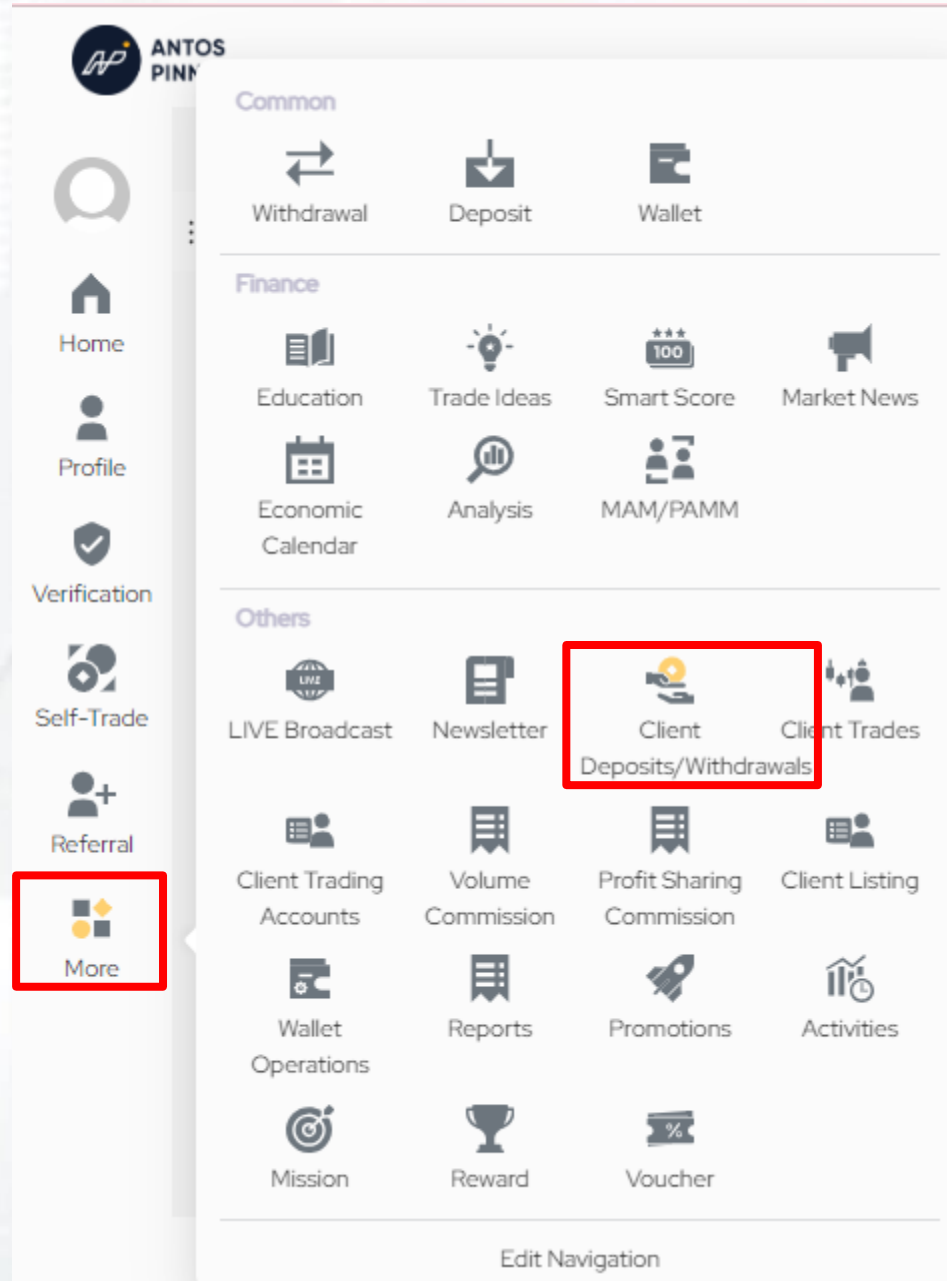 ANTOS
Common
Withdrawal Deposit Wallet
Finance
Home
Education Trade Ideas 100 Smart Score Market News
Profile
Economic Calendar Analysis MAM/PAMM
Verification
Others
Self-Trade
LIVE
LIVE Broadcast Newsletter Client Deposits/Withdrawals Client Trades
Referral
Client Trading Accounts Volume Commission Profit Sharing Commission Client Listing
More
Wallet Operations Reports Promotions Activities
%
Mission Reward Voucher
Edit Navigation